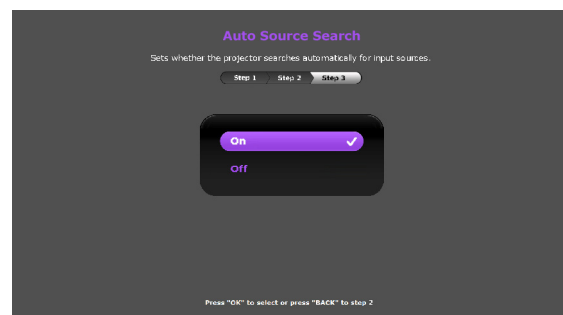 Auto Source Search
Sets whether the projector searches automatically for input sources.
Step 1 Step 2 Step 3
On
Off
Press "OK" to select or press "BACK" to step 2